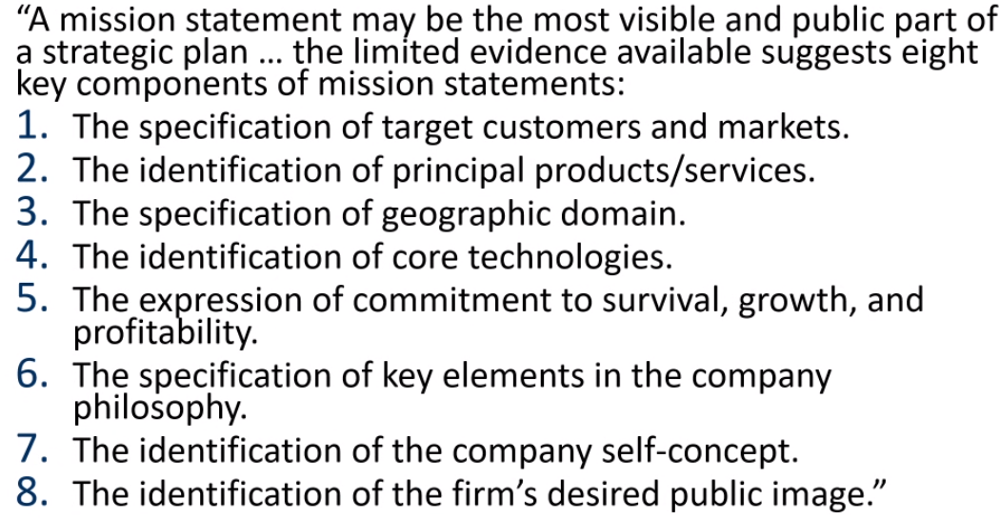 “A mission statement may be the most visible and public part of
a strategic plan ... the limited evidence available suggests eight
key components of mission statements:
1. The specification of target customers and markets.
2. The identification of principal products/services.
3. The specification of geographic domain.
4. The identification of core technologies.
5. The expression of commitment to survival, growth, and
profitability.
6. The specification of key elements in the company
philosophy.
7. The identification of the company self-concept.
8. The identification of the firm’s desired public image.”